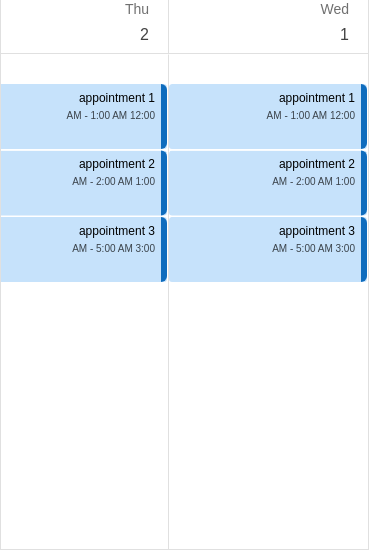 Wed
1
appointment 1
AM - 1:00 AM 12:00
appointment 2
AM - 2:00 AM 1:00
appointment 3
AM - 5:00 AM 3:00
Thu
2
appointment 1
AM - 1:00 AM 12:00
appointment 2
AM - 2:00 AM 1:00
appointment 3
AM - 5:00 AM 3:00